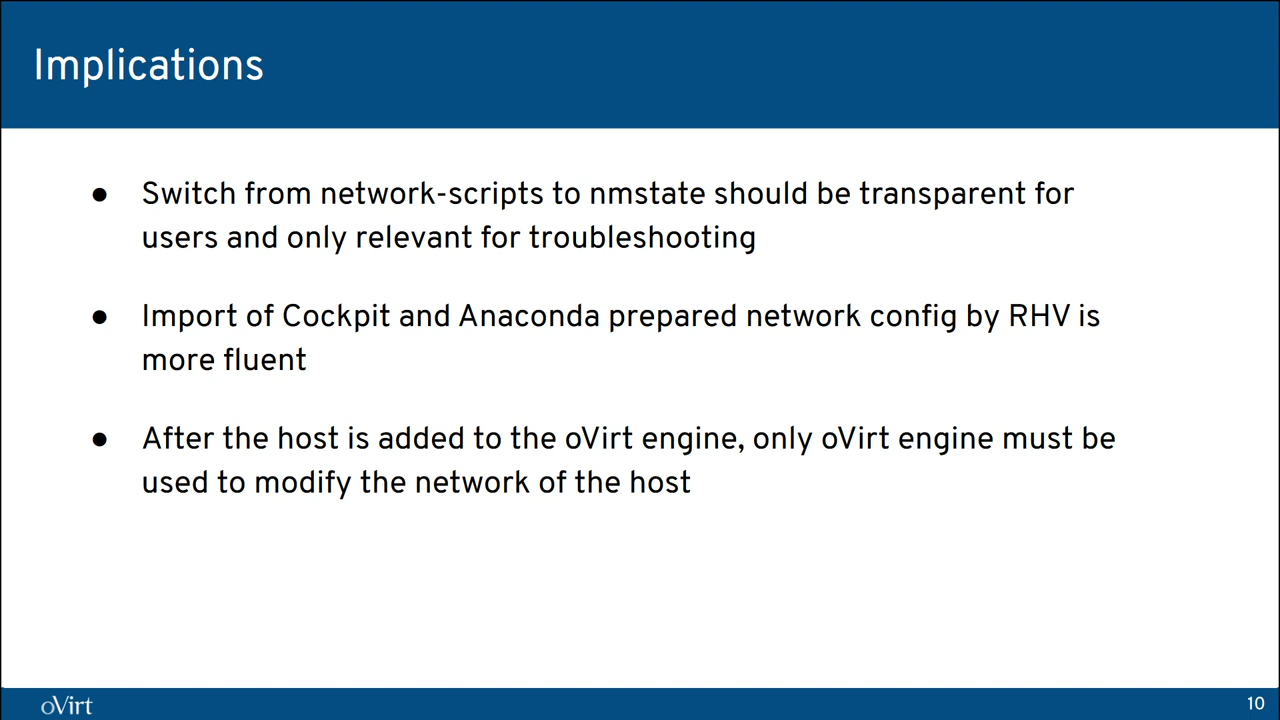 Implications
● Switch from network-scripts to nmstate should be transparent for
users and only relevant for troubleshooting
● Import of Cockpit and Anaconda prepared network config by RHV is
more fluent
● After the host is added to the oVirt engine, only oVirt engine must be
used to modify the network of the host
oVirt
10